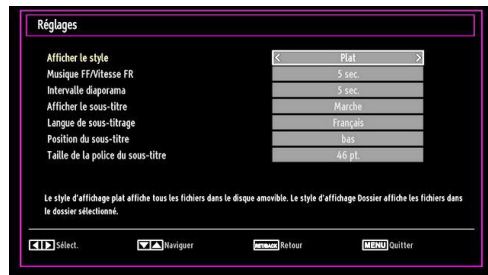 Réglages
Afficher le style < Plat >
Musique FF/Vitesse FR 5 sec.
Intervalle diaporama 5 sec.
Afficher le sous-titre Marche
Langue de sous-titrage Français
Position du sous-titre bas
Taille de la police du sous-titre 46 pt.
Le style d'affichage plat affiche tous les fichiers dans le disque amovible. Le style d'affichage Dossier affiche les fichiers dans
le dossier sélectionné.
Sélect. Naviguer RET/BACK Retour MENU Quitter